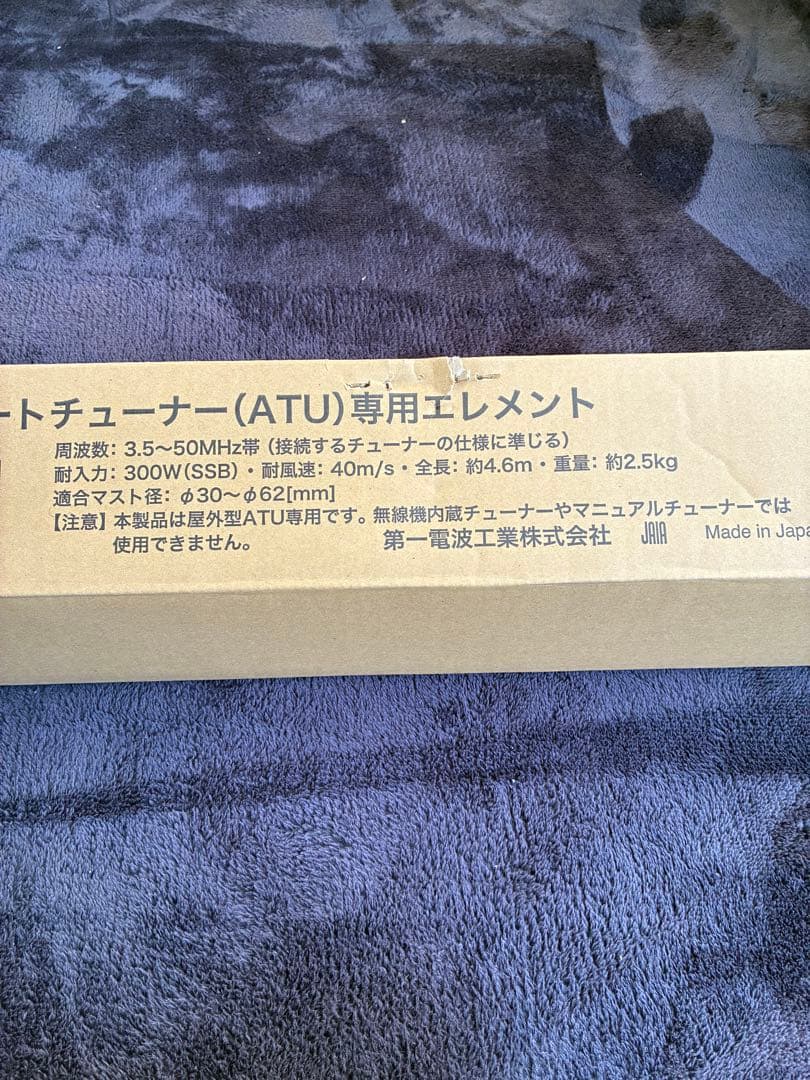 ートチューナー(ATU)専用エレメント
周波数：3.5～50MHz帯（接続するチューナーの仕様に準じる）
耐入力：300W(SSB)・耐風速：40m/s・全長：約4.6m・重量：約2.5kg
適合マスト径：φ30～φ62[mm]
【注意】本製品は屋外型ATU専用です。無線機内蔵チューナーやマニュアルチューナーでは
使用できません。 第一電波工業株式会社 JAIA Made in Japa